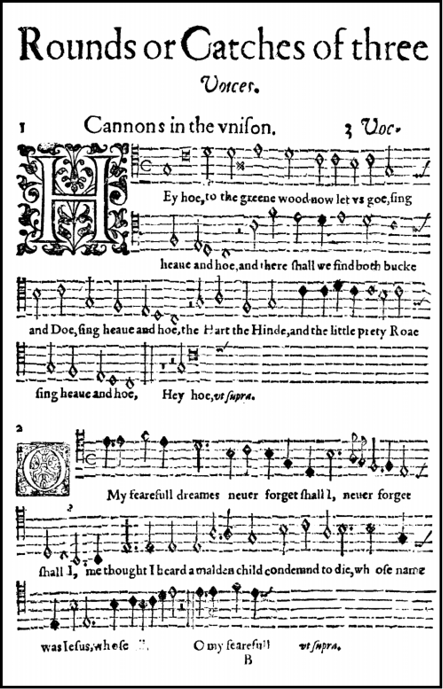 Rounds or Catches of three
Voices.
1 Cannons in the vnison. 3 Voc.
HEy hoe, to the greene wood now let vs goe, sing
heaue and hoe, and there shall we find both bucke
and Doe, sing heaue and hoe, the Hart the Hinde, and the little prety Roae
sing heaue and hoe, Hey hoe, vt supra.
2
O My fearefull dreames neuer forget shall I, neuer forget
3
shall I, me thought I heard a maiden child condemnd to die, wh ose name
was Iesus, whose O my fearefull vt supra.
B